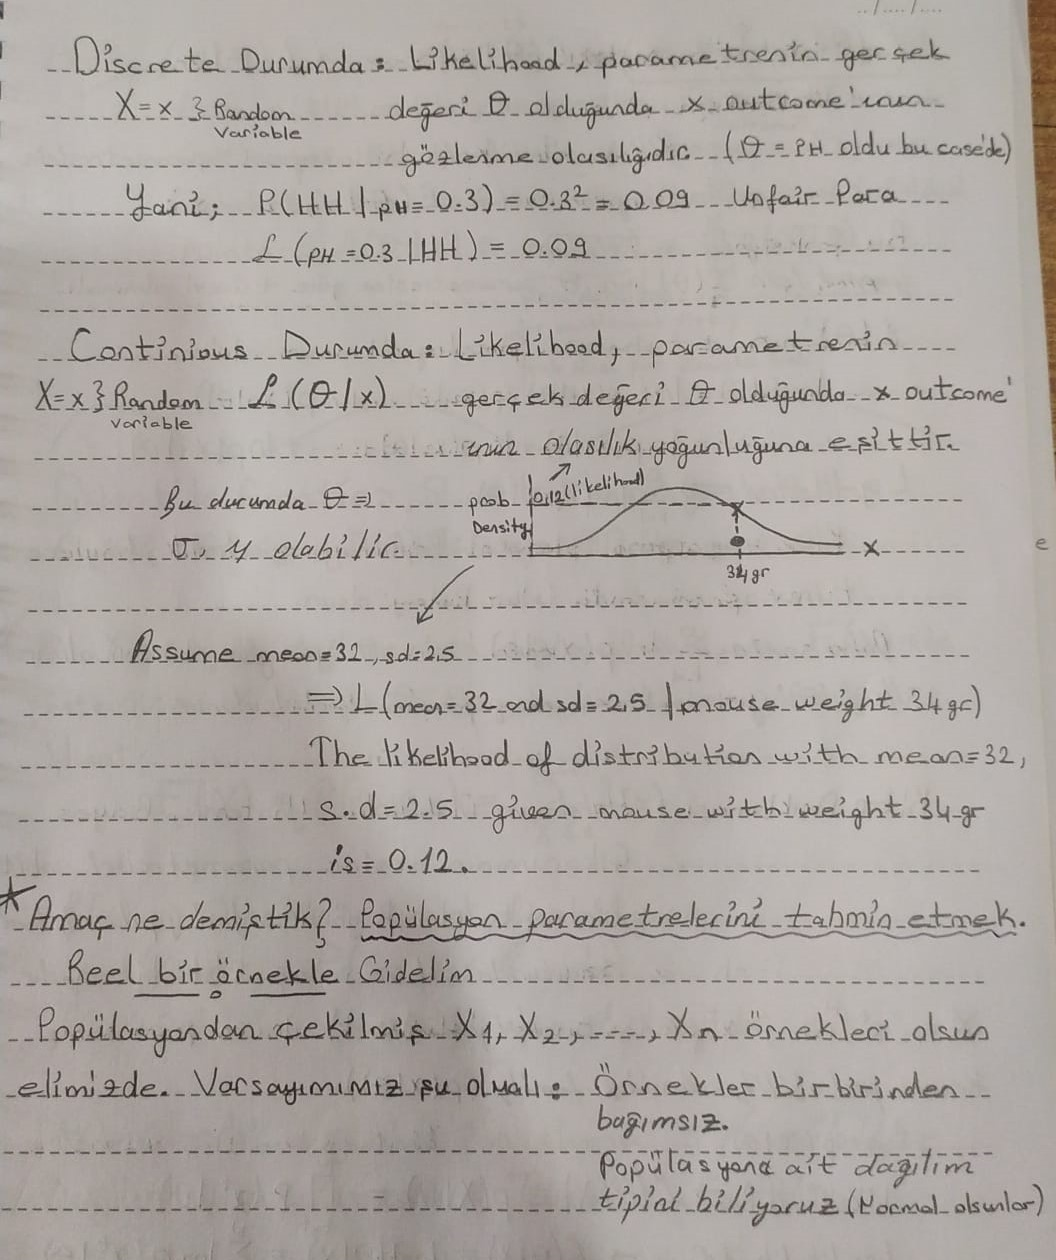 ../..../....
Discrete Durumda: Likelihood, parametrenin gerçek
X=x } Random Variable değeri θ olduğunda x outcome'ının
gözlenme olasılığıdır (θ = PH oldu bu case'de)
Yani; P(HH | pH=0.3) = 0.3² = 0.09 Unfair Para
L (pH=0.3 | HH) = 0.09
Continious Durumda: Likelihood, parametrenin
X=x } Random variable L(θ|x) gerçek değeri θ olduğunda x outcome'
ının olasılık yoğunluğuna eşittir.
Bu durumda θ ⇒ prob Density 0,12 (likelihood)
σ, μ olabilir. x
34 gr
Assume mean=32, sd=2.5
⇒ L(mean=32 and sd=2.5 | mouse weight 34 gr)
The likelihood of distribution with mean=32,
s.d=2.5 given mouse with weight 34 gr
is = 0.12.
* Amaç ne demiştik? Popülasyon parametrelerini tahmin etmek.
Reel bir örnekle Gidelim
Popülasyondan çekilmiş X1, X2, ----, Xn örnekleri olsun
elimizde. Varsayımımız şu olmalı: Örnekler birbirinden
bağımsız.
Popülasyona ait dağılım
tipini biliyoruz (Normal olsunlar)